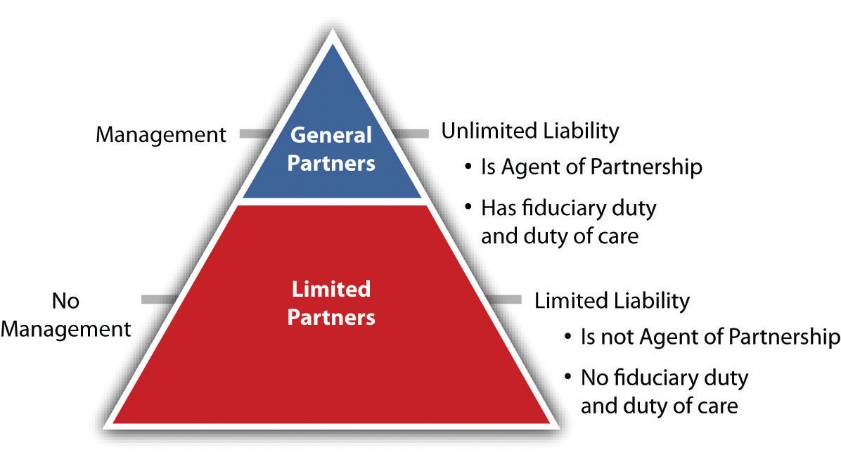 Management
General
Partners
Unlimited Liability
• Is Agent of Partnership
• Has fiduciary duty
and duty of care
No
Management
Limited
Partners
Limited Liability
• Is not Agent of Partnership
• No fiduciary duty
and duty of care